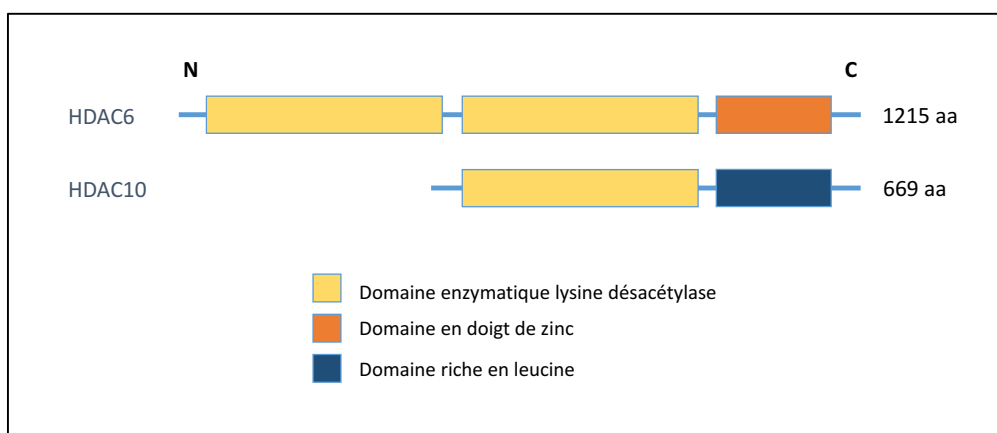 N C
HDAC6 1215 aa
HDAC10 669 aa
Domaine enzymatique lysine désacétylase
Domaine en doigt de zinc
Domaine riche en leucine